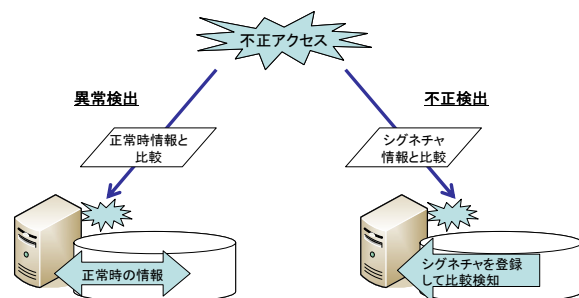 不正アクセス
異常検出
不正検出
正常時情報と
比較
シグネチャ
情報と比較
正常時の情報
シグネチャを登録
して比較検知